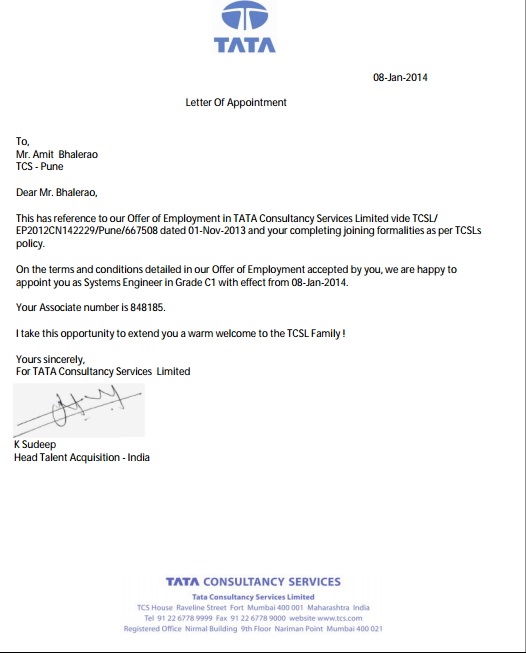 TATA
08-Jan-2014
Letter Of Appointment
To,
Mr. Amit Bhalerao
TCS - Pune
Dear Mr. Bhalerao,
This has reference to our Offer of Employment in TATA Consultancy Services Limited vide TCSL/
EP2012CN142229/Pune/667508 dated 01-Nov-2013 and your completing joining formalities as per TCSLs
policy.
On the terms and conditions detailed in our Offer of Employment accepted by you, we are happy to
appoint you as Systems Engineer in Grade C1 with effect from 08-Jan-2014.
Your Associate number is 848185.
I take this opportunity to extend you a warm welcome to the TCSL Family !
Yours sincerely,
For TATA Consultancy Services Limited
K Sudeep
Head Talent Acquisition - India
TATA CONSULTANCY SERVICES
Tata Consultancy Services Limited
TCS House Raveline Street Fort Mumbai 400 001 Maharashtra India
Tel 91 22 6778 9999 Fax 91 22 6778 9000 website www.tcs.com
Registered Office Nirmal Building 9th Floor Nariman Point Mumbai 400 021